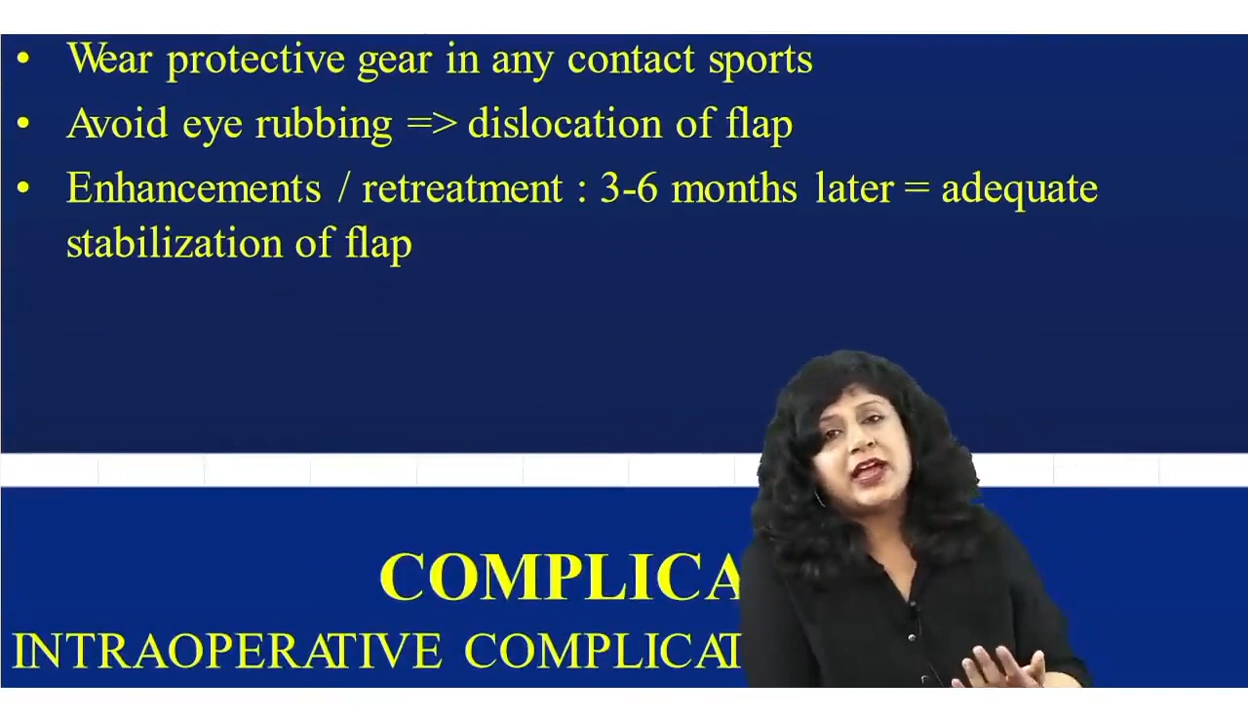 • Wear protective gear in any contact sports
• Avoid eye rubbing => dislocation of flap
• Enhancements / retreatment : 3-6 months later = adequate
stabilization of flap
COMPLICA
INTRAOPERATIVE COMPLICAT